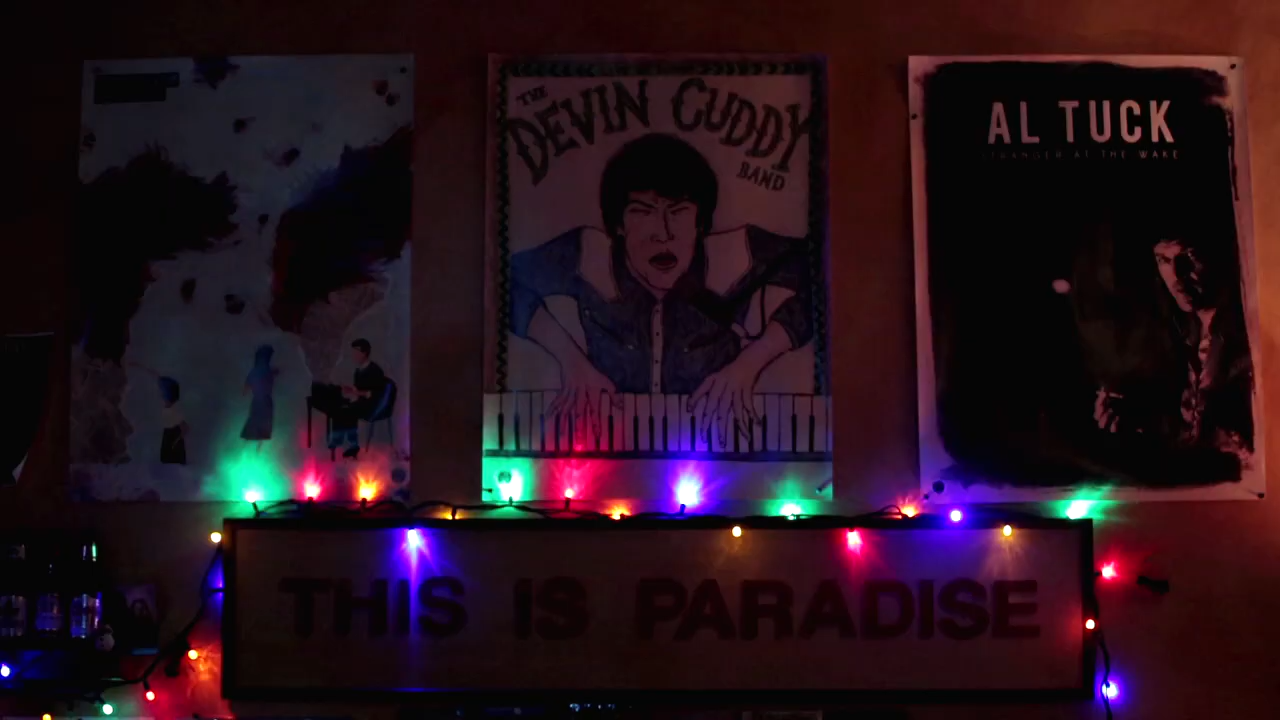 THE
DEVIN CUDDY
BAND
AL TUCK
STRANGER AT THE WAKE
THIS IS PARADISE